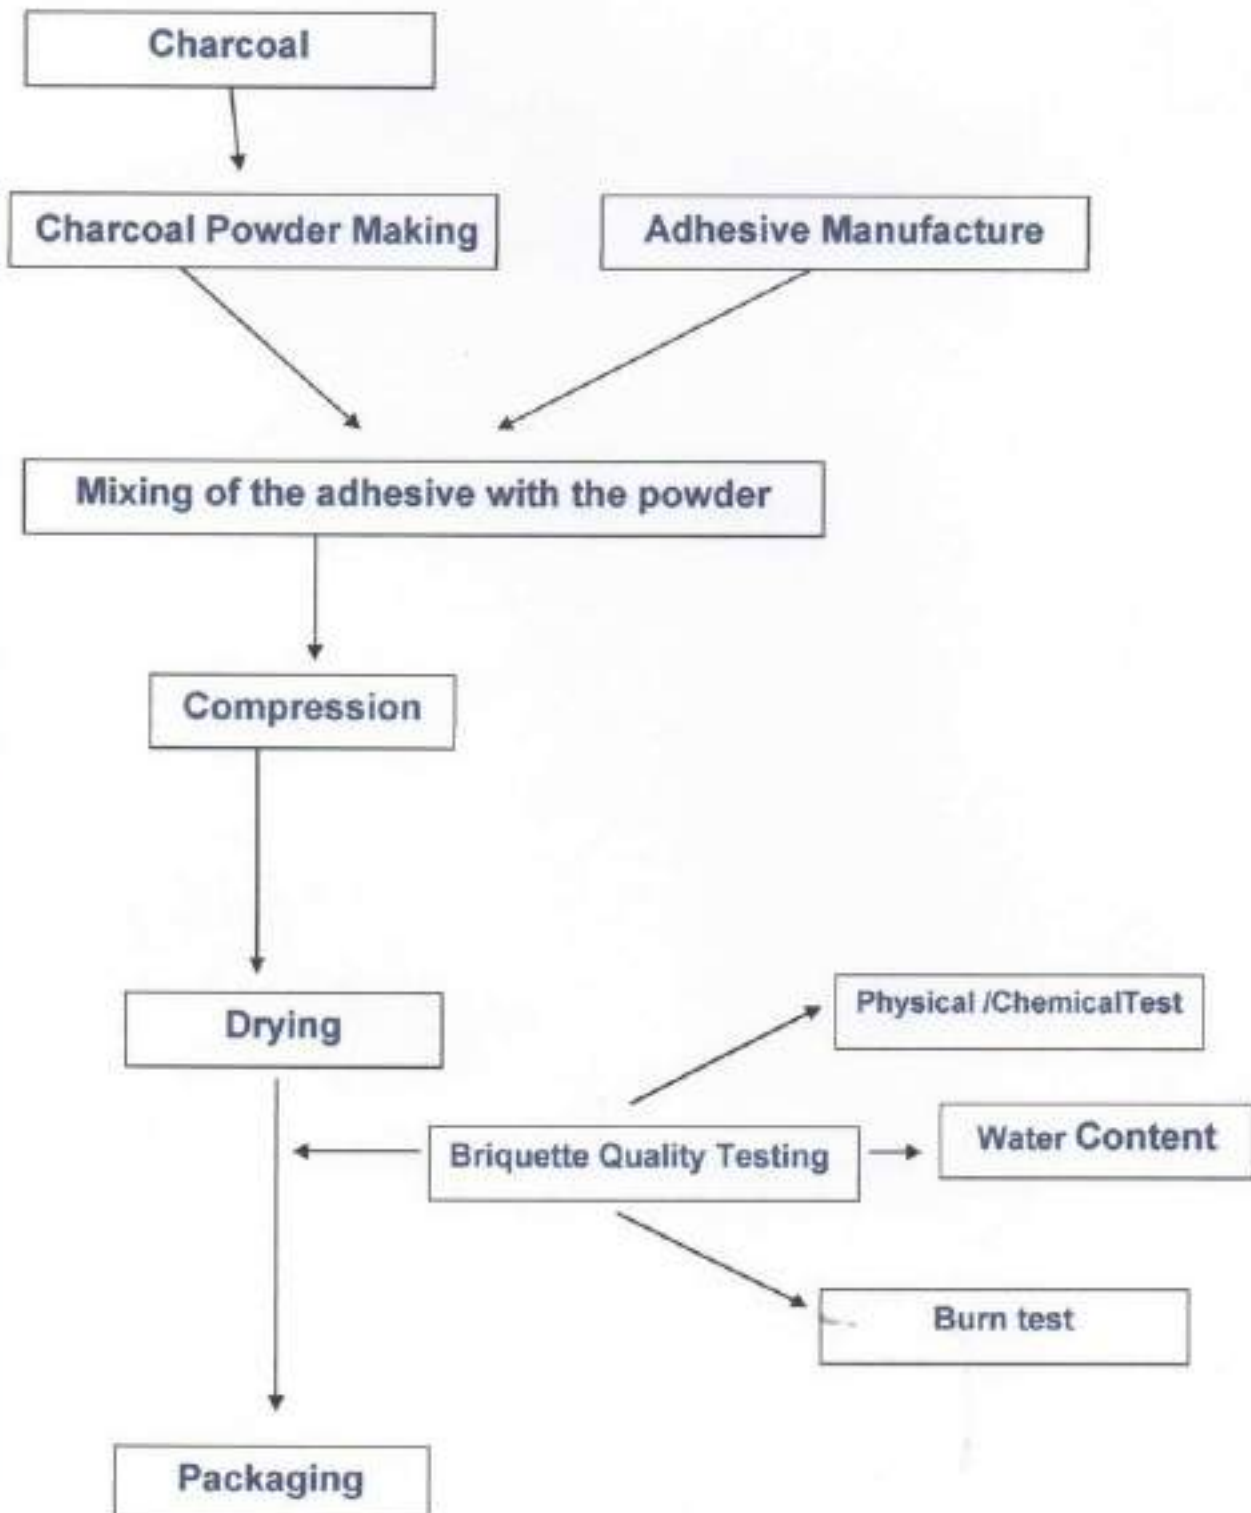 Charcoal
Charcoal Powder Making
Adhesive Manufacture
Mixing of the adhesive with the powder
Compression
Drying
Physical /ChemicalTest
Briquette Quality Testing
Water Content
Burn test
Packaging